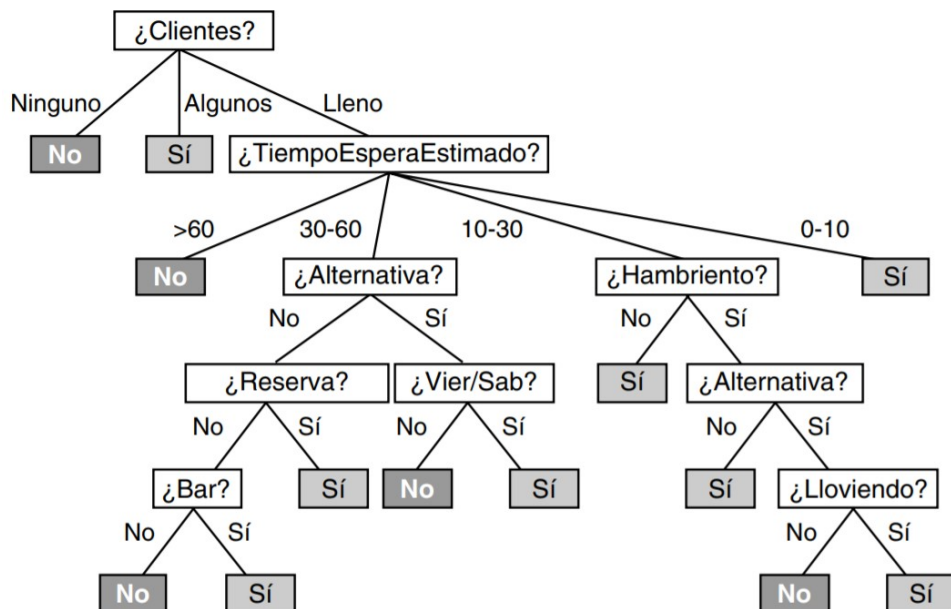 ¿Clientes?
Ninguno Algunos Lleno
No Sí ¿TiempoEsperaEstimado?
>60 30-60 10-30 0-10
No ¿Alternativa? ¿Hambriento? Sí
No Sí No Sí
¿Reserva? ¿Vier/Sab? Sí ¿Alternativa?
No Sí No Sí No Sí
¿Bar? Sí No Sí Sí ¿Lloviendo?
No Sí No Sí
No Sí No Sí